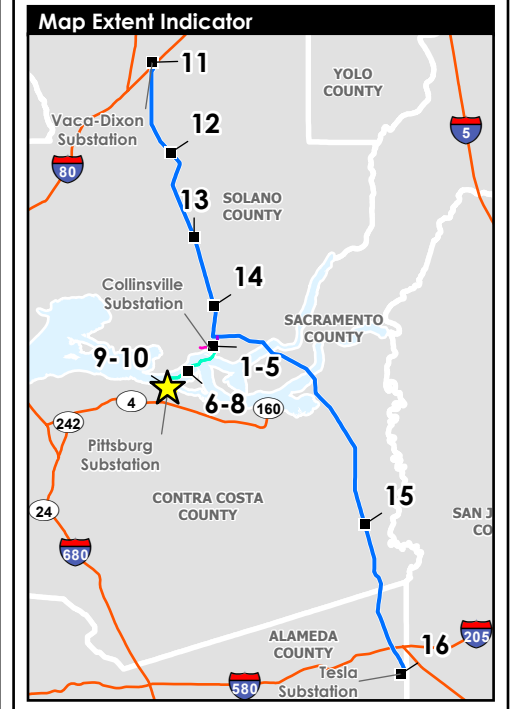 Map Extent Indicator
11
YOLO
COUNTY
Vaca-Dixon
Substation
12
5
80
13
SOLANO
COUNTY
Collinsville
Substation
14
SACRAMENTO
COUNTY
9-10
1-5
6-8
4
160
242
Pittsburg
Substation
CONTRA COSTA
COUNTY
15
24
SAN J
CO
680
ALAMEDA
COUNTY
205
16
Tesla
Substation
580